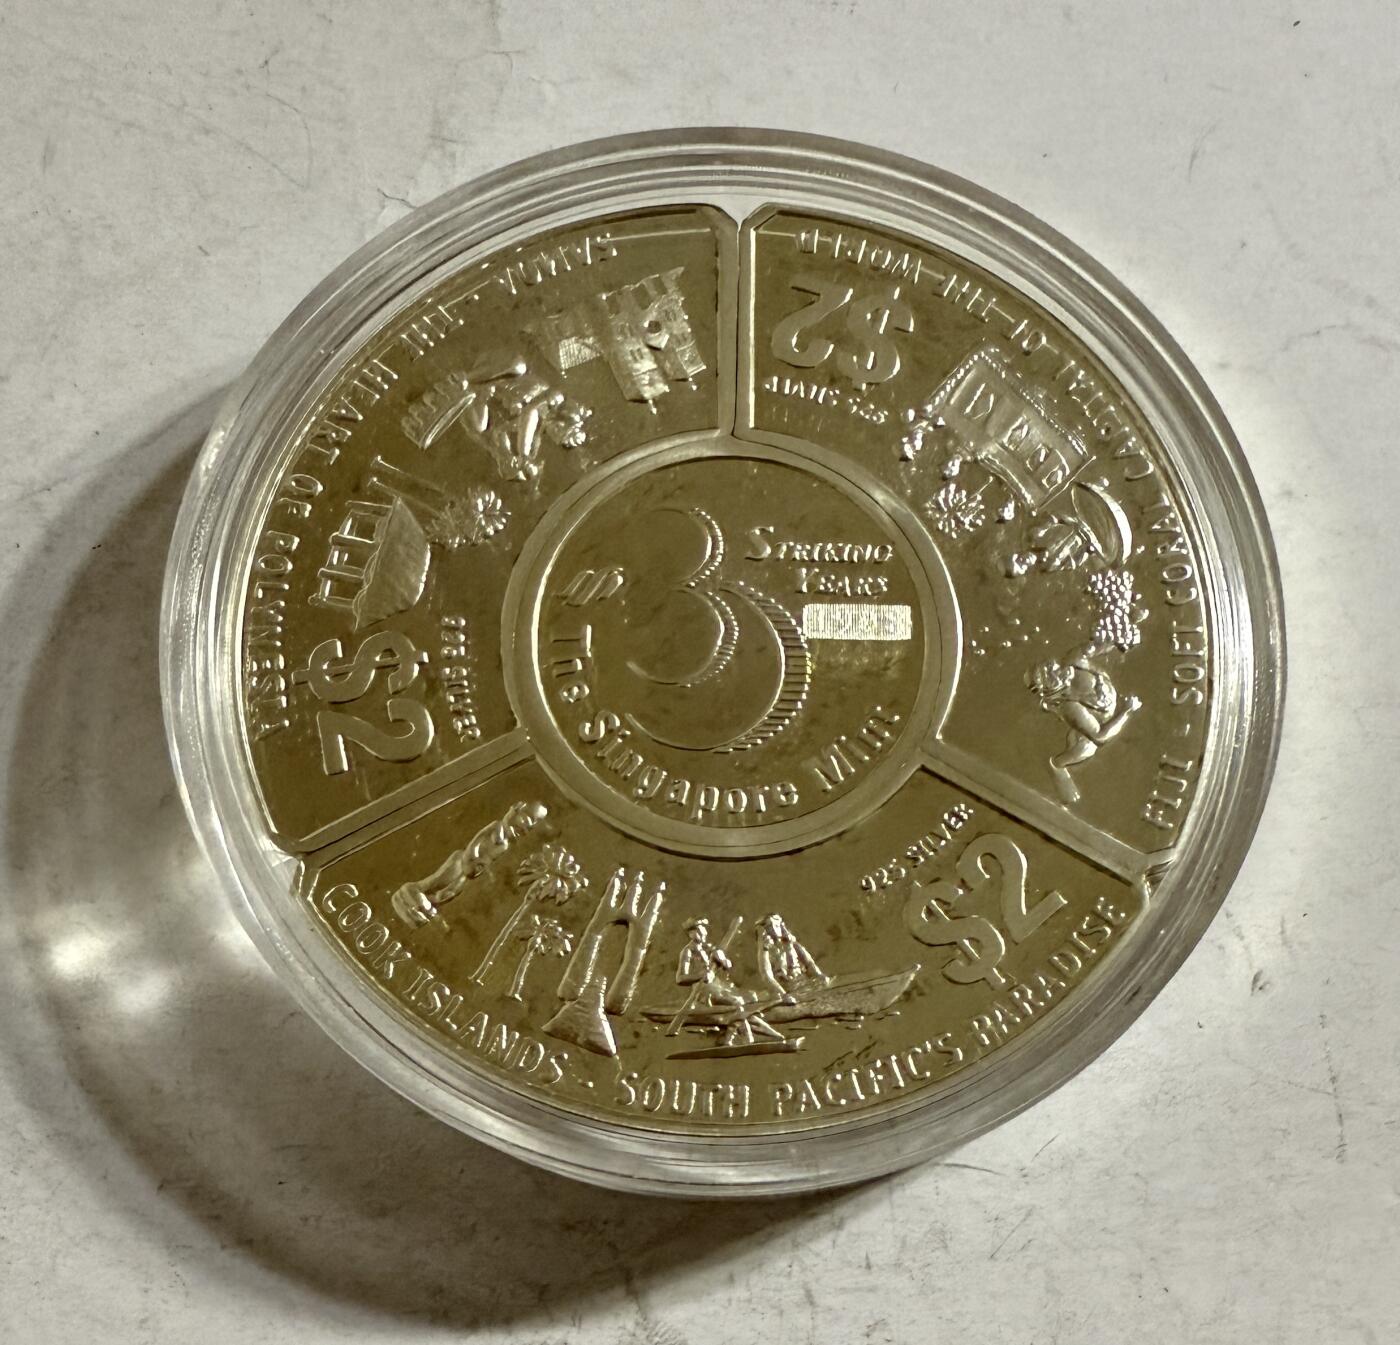 SAMOA - THE HEART OF POLYNESIA
$2
925 SILVER
FIJI - SOFT CORAL CAPITAL OF THE WORLD
$2
925 SILVER
COOK ISLANDS - SOUTH PACIFIC'S PARADISE
$2
925 SILVER
3
STRIKING
YEARS
The Singapore Mint